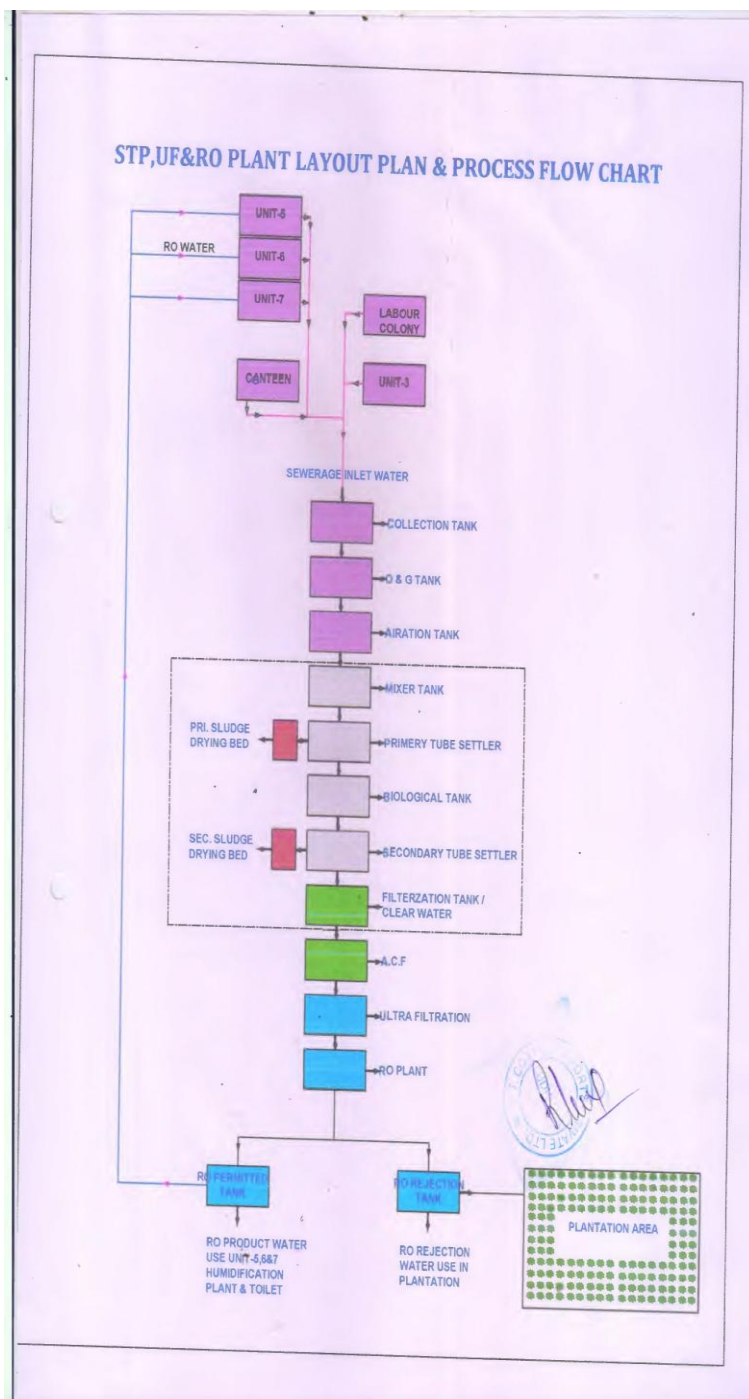 STP,UF&RO PLANT LAYOUT PLAN & PROCESS FLOW CHART
UNIT-5
RO WATER
UNIT-6
UNIT-7
LABOUR
COLONY
CANTEEN
UNIT-3
SEWERAGE INLET WATER
COLLECTION TANK
O & G TANK
AIRATION TANK
MIXER TANK
PRI. SLUDGE
DRYING BED
PRIMERY TUBE SETTLER
BIOLOGICAL TANK
SEC. SLUDGE
DRYING BED
SECONDARY TUBE SETTLER
FILTERZATION TANK /
CLEAR WATER
A.C.F
ULTRA FILTRATION
RO PLANT
RO PERMITTED
TANK
RO REJECTION
TANK
PLANTATION AREA
RO PRODUCT WATER
USE UNIT-5,6&7
HUMIDIFICATION
PLANT & TOILET
RO REJECTION
WATER USE IN
PLANTATION